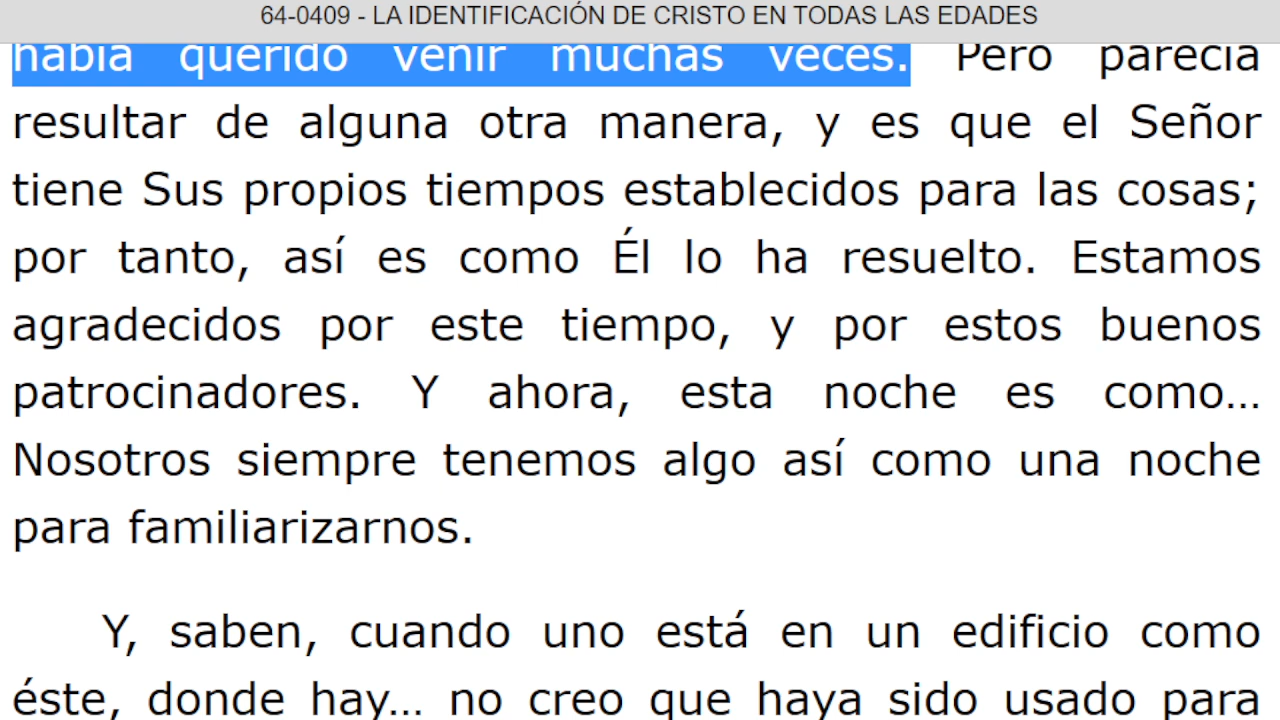 64-0409 - LA IDENTIFICACIÓN DE CRISTO EN TODAS LAS EDADES
había querido venir muchas veces. Pero parecía
resultar de alguna otra manera, y es que el Señor
tiene Sus propios tiempos establecidos para las cosas;
por tanto, así es como Él lo ha resuelto. Estamos
agradecidos por este tiempo, y por estos buenos
patrocinadores. Y ahora, esta noche es como…
Nosotros siempre tenemos algo así como una noche
para familiarizarnos.
Y, saben, cuando uno está en un edificio como
éste, donde hay… no creo que haya sido usado para